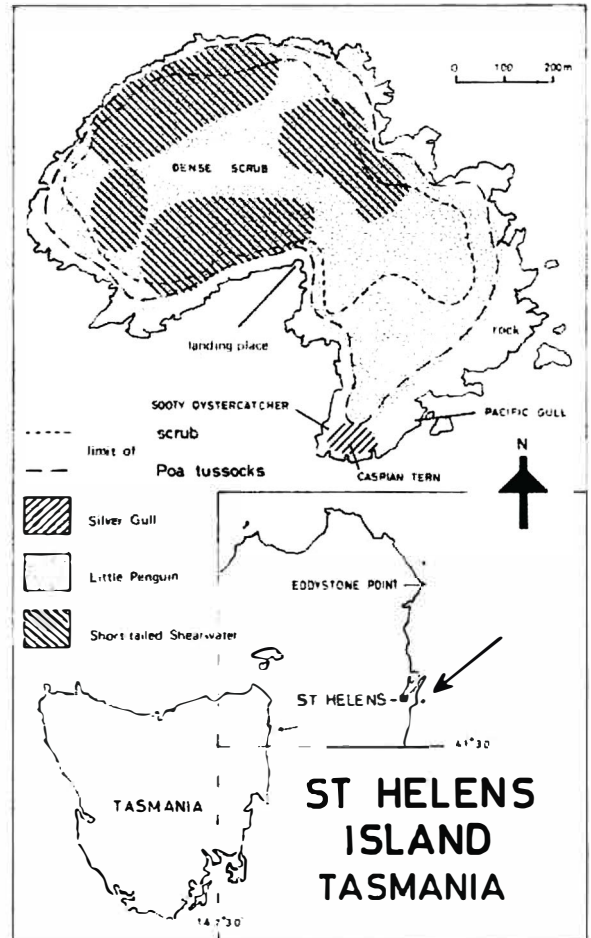 0 100 200m
DENSE SCRUB
landing place
rock
SOOTY OYSTERCATCHER
PACIFIC GULL
CASPIAN TERN
limit of
scrub
Poa tussocks
N
Silver Gull
Little Penguin
Short-tailed Shearwater
EDDYSTONE POINT
ST HELENS
41°30
TASMANIA
ST HELENS
ISLAND
TASMANIA